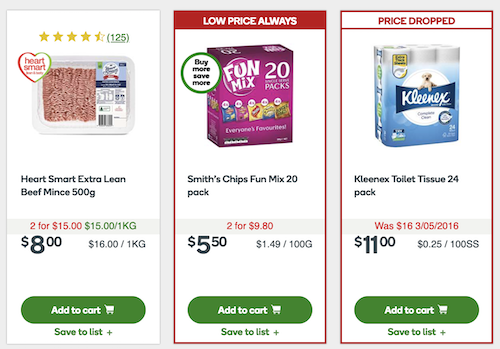 (125)
heart
smart
Heart Smart Extra Lean
Beef Mince 500g
2 for $15.00 $15.00/1KG
$8.00 $16.00 / 1KG
Add to cart
Save to list +
LOW PRICE ALWAYS
Buy
more
save
more
FUN
MIX
20
PACKS
Everyone's Favourites!
Smith's Chips Fun Mix 20
pack
2 for $9.80
$5.50 $1.49 / 100G
Add to cart
Save to list +
PRICE DROPPED
Kleenex
Complete
Clean
24
Kleenex Toilet Tissue 24
pack
Was $16 3/05/2016
$11.00 $0.25 / 100SS
Add to cart
Save to list +